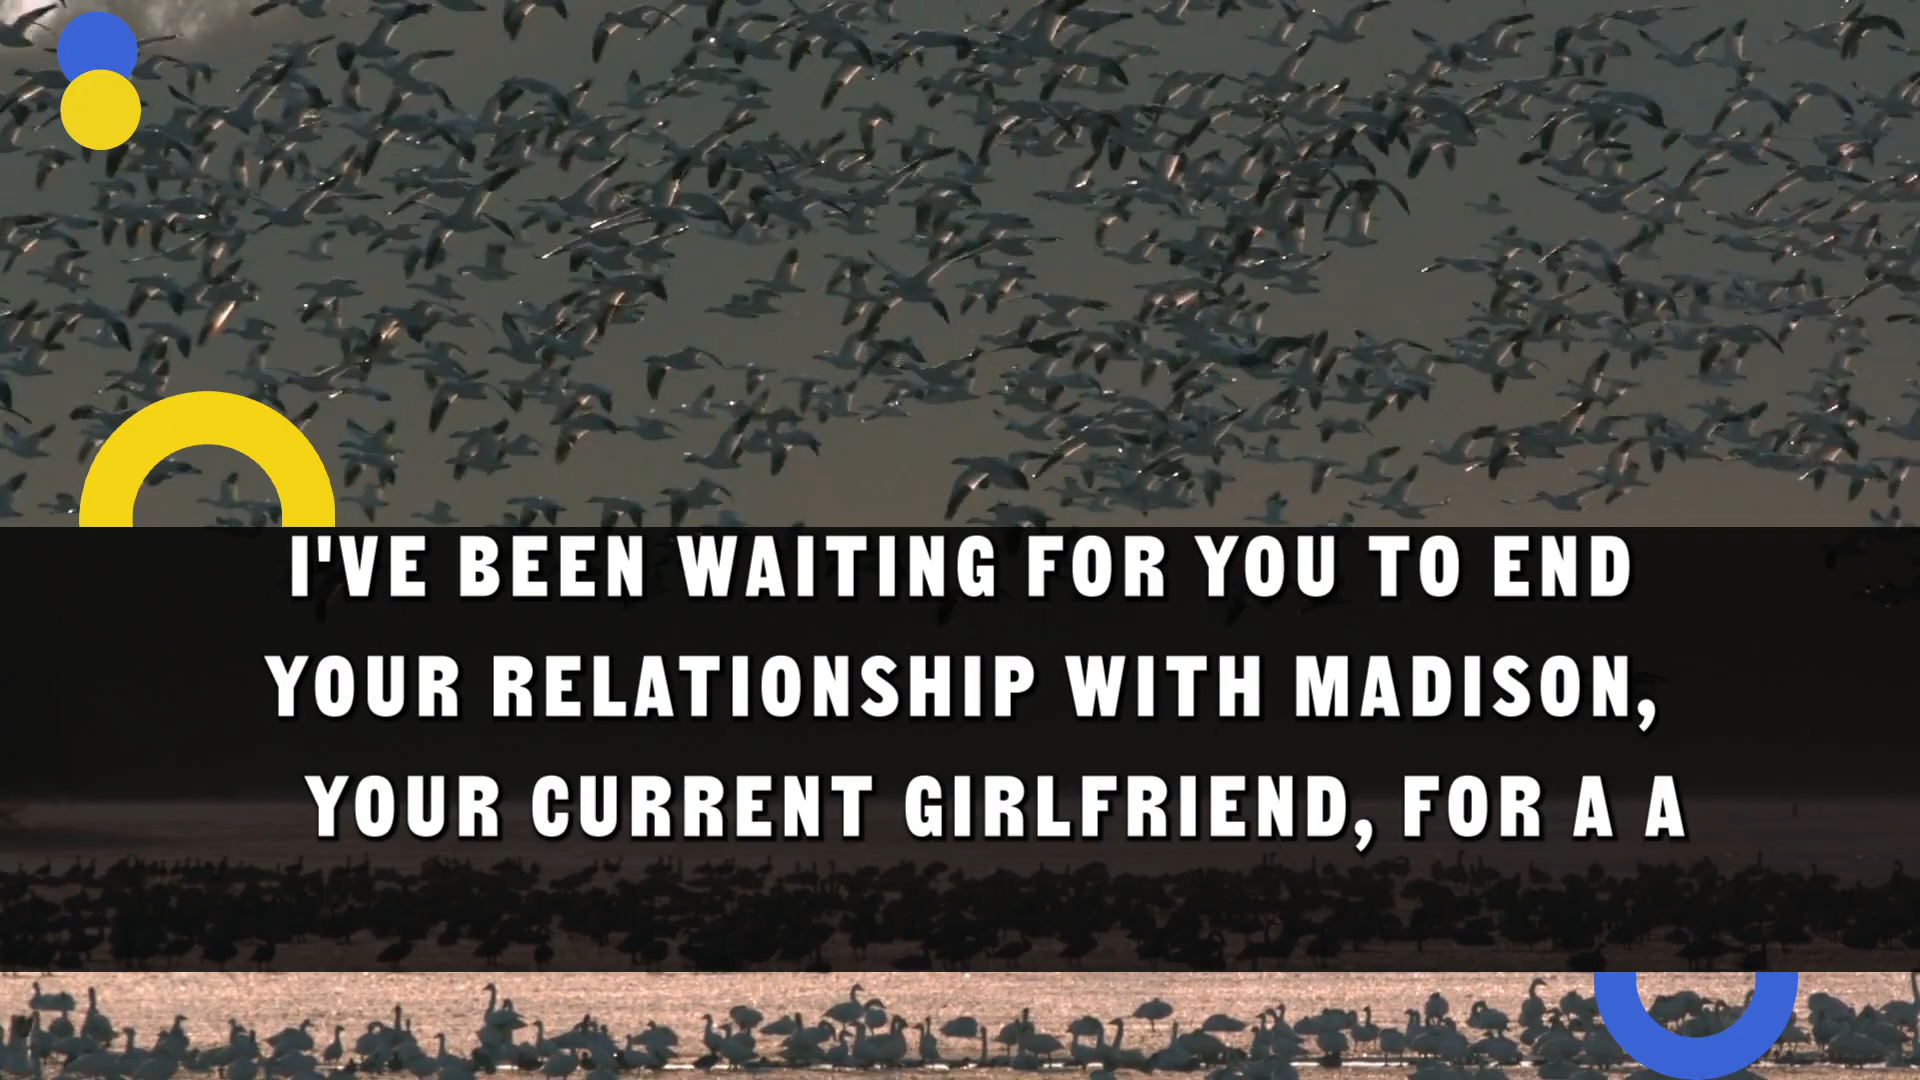 I'VE BEEN WAITING FOR YOU TO END
YOUR RELATIONSHIP WITH MADISON,
YOUR CURRENT GIRLFRIEND, FOR A A